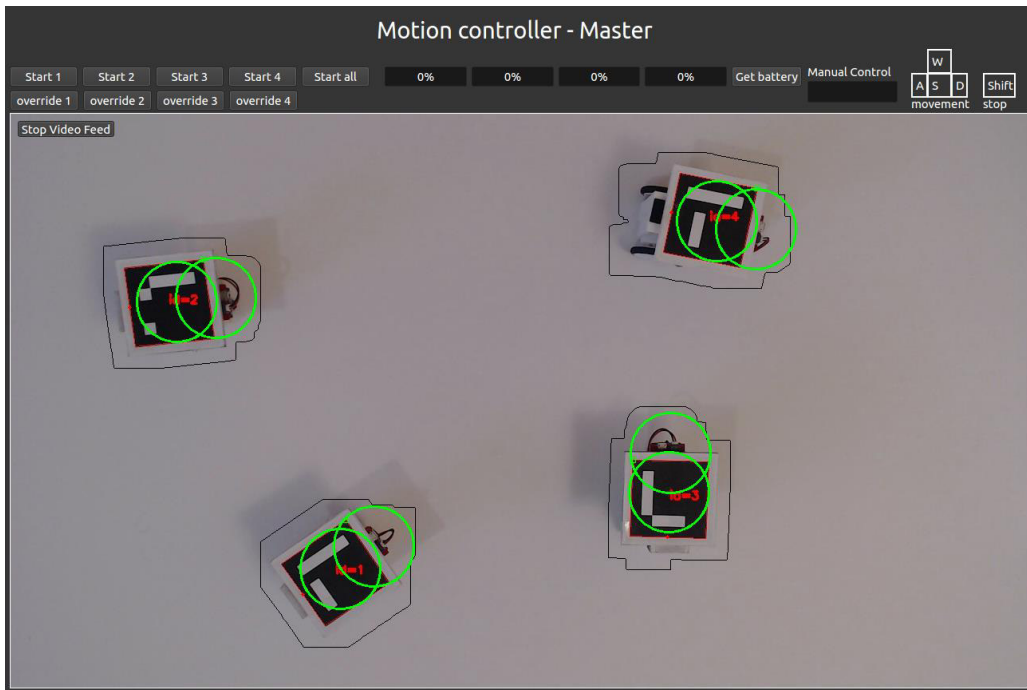 Motion controller - Master
Start 1 Start 2 Start 3 Start 4 Start all 0% 0% 0% 0% Get battery Manual Control
override 1 override 2 override 3 override 4
W
A S D Shift
movement stop
Stop Video Feed
id=4
id=2
id=3
id=1